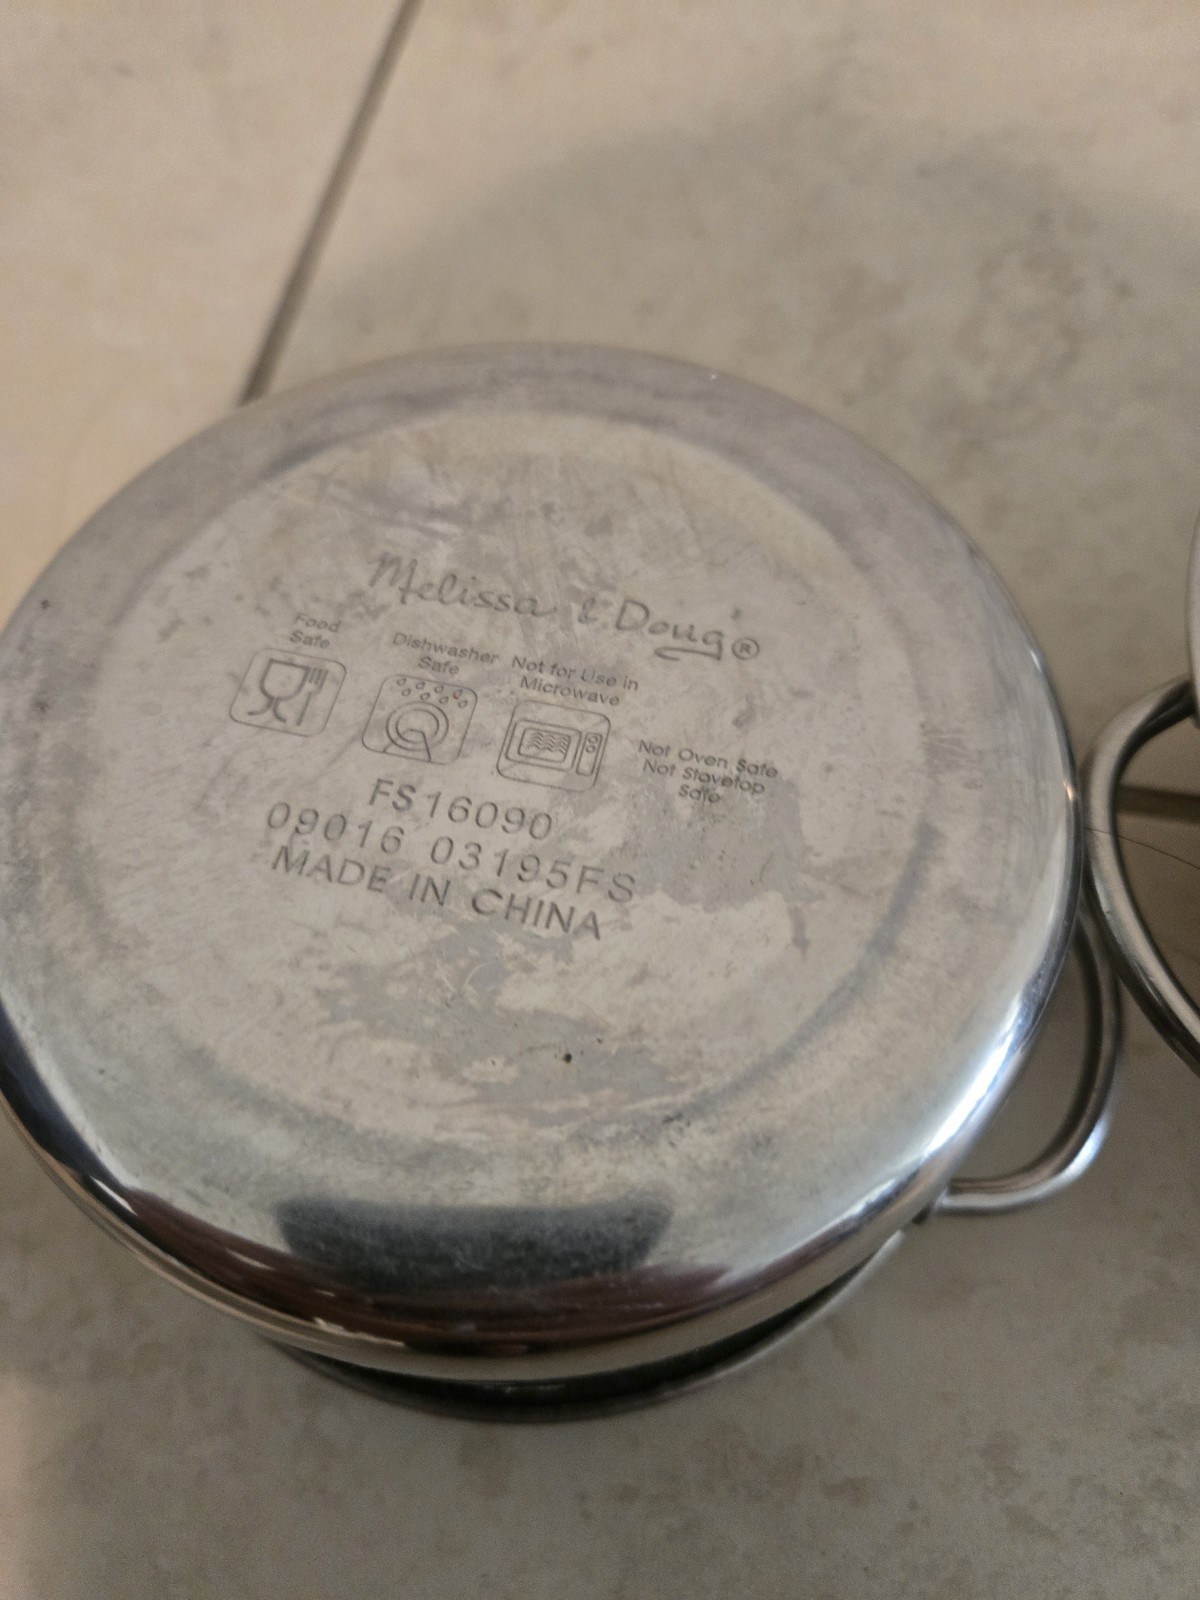 Melissa & Doug®
Food
Safe
Dishwasher
Safe
Not for Use in
Microwave
Not Oven Safe
Not Stovetop
Safe
FS16090
09016 03195FS
MADE IN CHINA